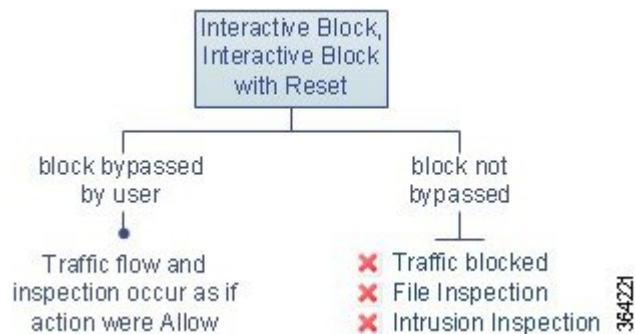 Interactive Block,
Interactive Block
with Reset
block bypassed
by user
block not
bypassed
Traffic flow and
inspection occur as if
action were Allow
Traffic blocked
File Inspection
Intrusion Inspection
364221